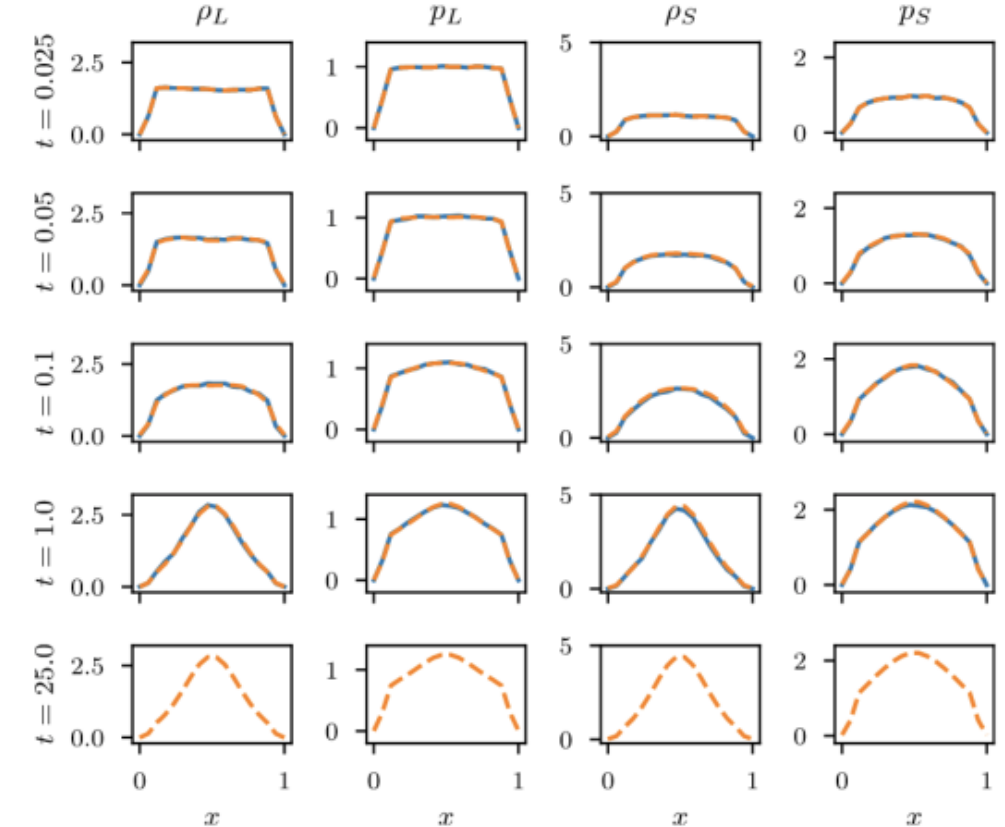 ρ_L p_L ρ_S p_S
t = 0.025 2.5 0.0 1 0 5 0 2 0
t = 0.05 2.5 0.0 1 0 5 0 2 0
t = 0.1 2.5 0.0 1 0 5 0 2 0
t = 1.0 2.5 0.0 1 0 5 0 2 0
t = 25.0 2.5 0.0 1 0 5 0 2 0
0 1 0 1 0 1 0 1
x x x x